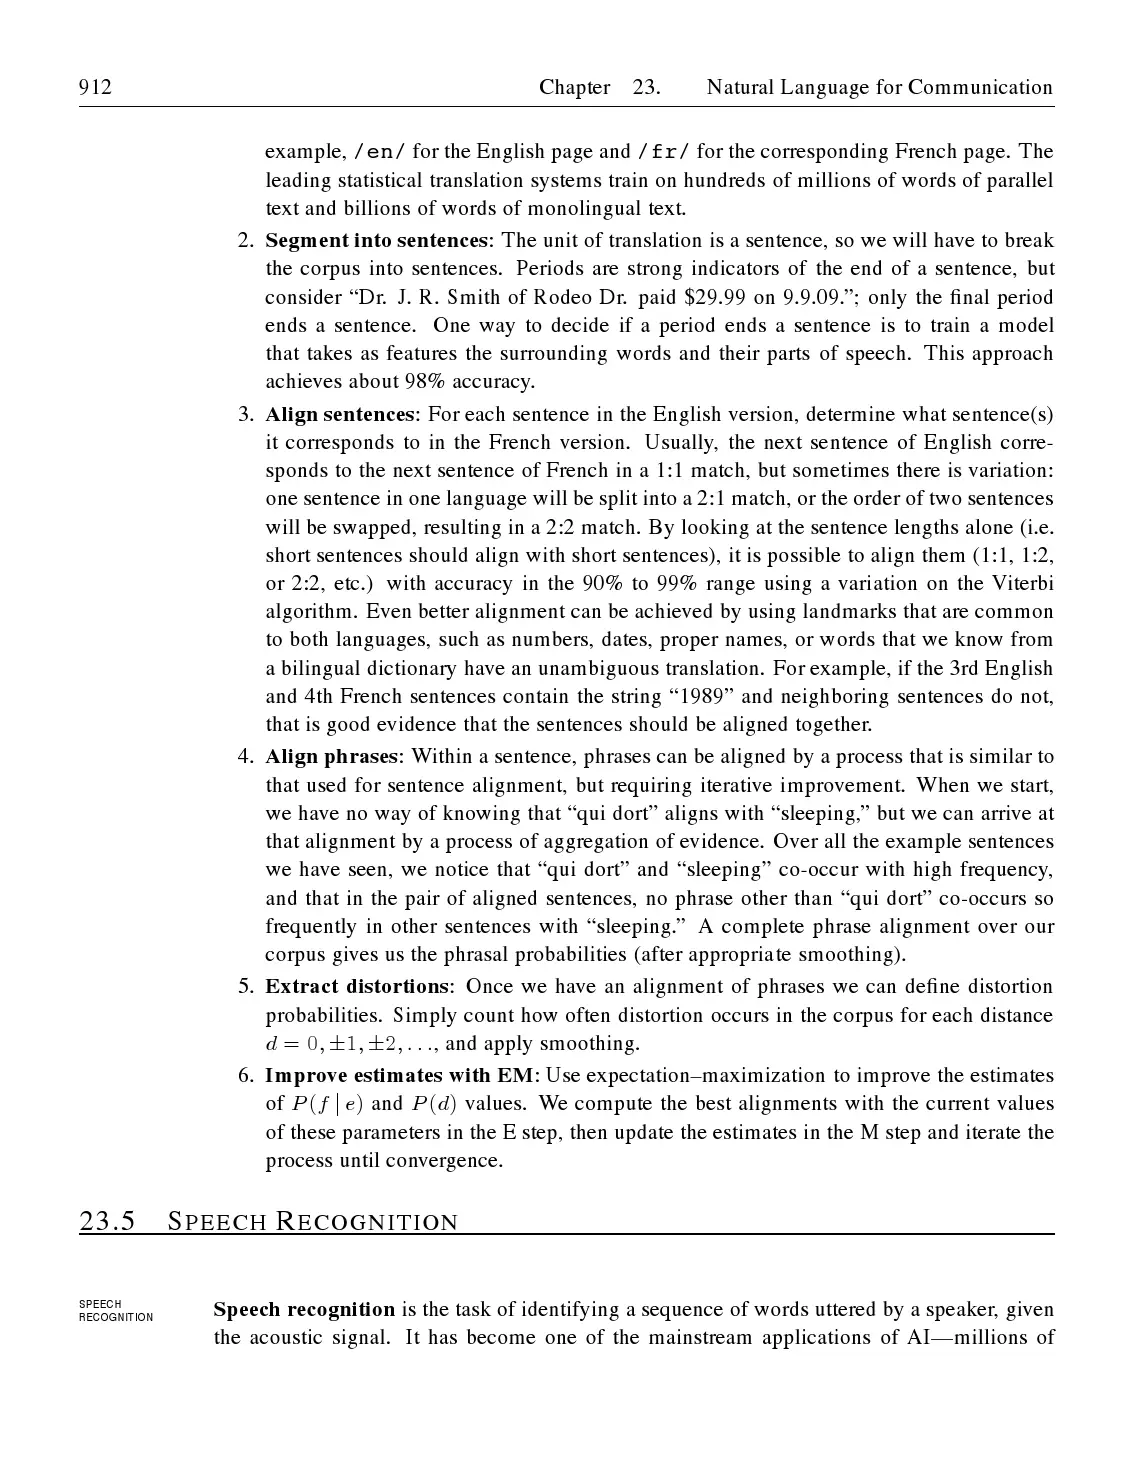 912 Chapter 23. Natural Language for Communication
example, /en/ for the English page and /fr/ for the corresponding French page. The
leading statistical translation systems train on hundreds of millions of words of parallel
text and billions of words of monolingual text.
2. Segment into sentences: The unit of translation is a sentence, so we will have to break
the corpus into sentences. Periods are strong indicators of the end of a sentence, but
consider “Dr. J. R. Smith of Rodeo Dr. paid $29.99 on 9.9.09.”; only the final period
ends a sentence. One way to decide if a period ends a sentence is to train a model
that takes as features the surrounding words and their parts of speech. This approach
achieves about 98% accuracy.
3. Align sentences: For each sentence in the English version, determine what sentence(s)
it corresponds to in the French version. Usually, the next sentence of English corre-
sponds to the next sentence of French in a 1:1 match, but sometimes there is variation:
one sentence in one language will be split into a 2:1 match, or the order of two sentences
will be swapped, resulting in a 2:2 match. By looking at the sentence lengths alone (i.e.
short sentences should align with short sentences), it is possible to align them (1:1, 1:2,
or 2:2, etc.) with accuracy in the 90% to 99% range using a variation on the Viterbi
algorithm. Even better alignment can be achieved by using landmarks that are common
to both languages, such as numbers, dates, proper names, or words that we know from
a bilingual dictionary have an unambiguous translation. For example, if the 3rd English
and 4th French sentences contain the string “1989” and neighboring sentences do not,
that is good evidence that the sentences should be aligned together.
4. Align phrases: Within a sentence, phrases can be aligned by a process that is similar to
that used for sentence alignment, but requiring iterative improvement. When we start,
we have no way of knowing that “qui dort” aligns with “sleeping,” but we can arrive at
that alignment by a process of aggregation of evidence. Over all the example sentences
we have seen, we notice that “qui dort” and “sleeping” co-occur with high frequency,
and that in the pair of aligned sentences, no phrase other than “qui dort” co-occurs so
frequently in other sentences with “sleeping.” A complete phrase alignment over our
corpus gives us the phrasal probabilities (after appropriate smoothing).
5. Extract distortions: Once we have an alignment of phrases we can define distortion
probabilities. Simply count how often distortion occurs in the corpus for each distance
d = 0, ±1, ±2, . . ., and apply smoothing.
6. Improve estimates with EM: Use expectation–maximization to improve the estimates
of P(f | e) and P(d) values. We compute the best alignments with the current values
of these parameters in the E step, then update the estimates in the M step and iterate the
process until convergence.
23.5 SPEECH RECOGNITION
SPEECH
RECOGNITION
Speech recognition is the task of identifying a sequence of words uttered by a speaker, given
the acoustic signal. It has become one of the mainstream applications of AI—millions of